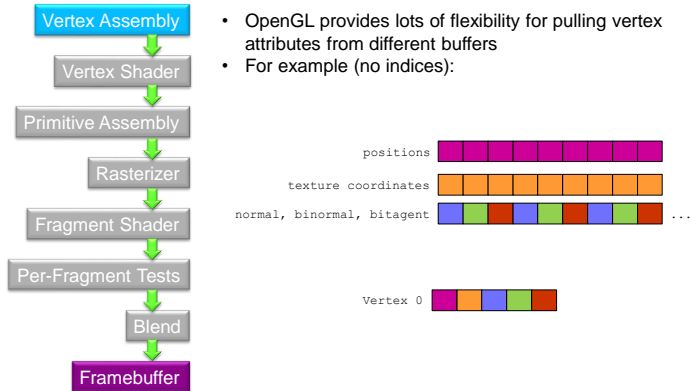 Vertex Assembly
Vertex Shader
Primitive Assembly
Rasterizer
Fragment Shader
Per-Fragment Tests
Blend
Framebuffer
• OpenGL provides lots of flexibility for pulling vertex
attributes from different buffers
• For example (no indices):
positions
texture coordinates
normal, binormal, bitagent
...
Vertex 0